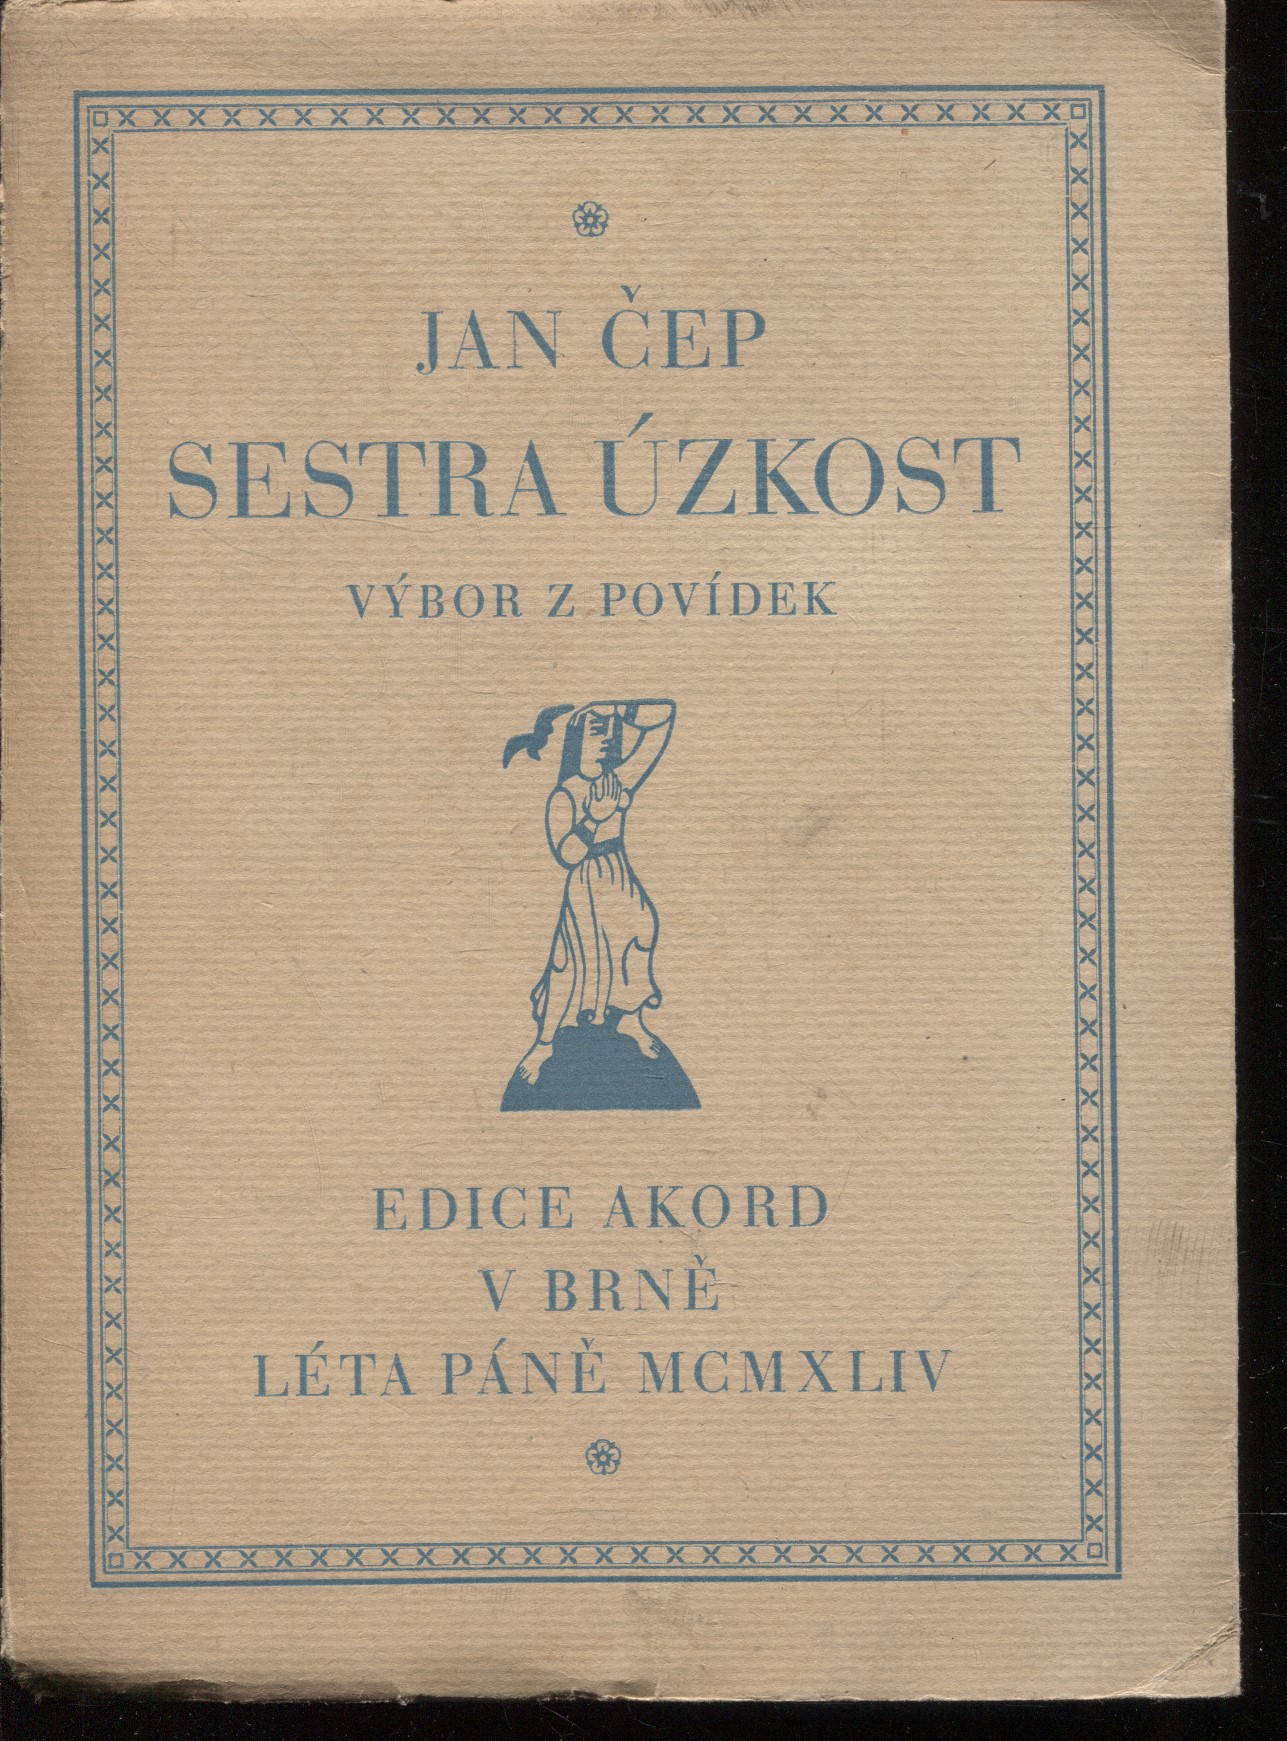 JAN ČEP
SESTRA ÚZKOST
VÝBOR Z POVÍDEK
EDICE AKORD
V BRNĚ
LÉTA PÁNĚ MCMXLIV